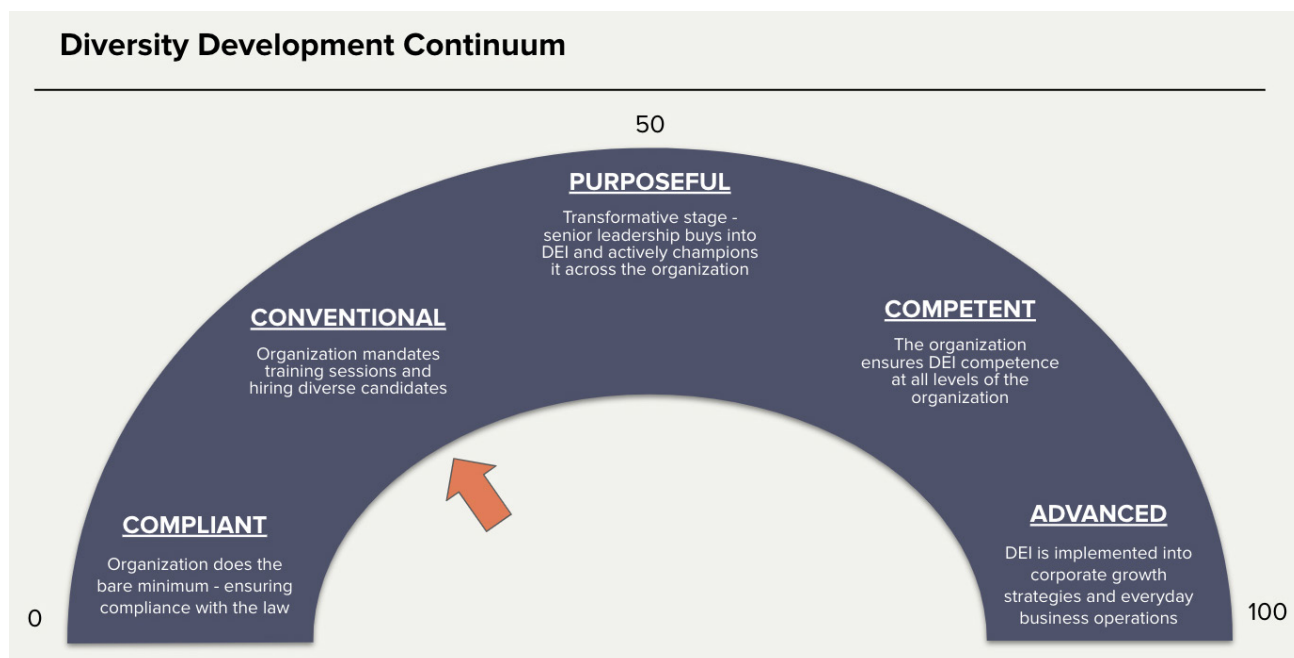 Diversity Development Continuum
50
PURPOSEFUL
Transformative stage -
senior leadership buys into
DEI and actively champions
it across the organization
CONVENTIONAL
Organization mandates
training sessions and
hiring diverse candidates
COMPETENT
The organization
ensures DEI competence
at all levels of the
organization
COMPLIANT
Organization does the
bare minimum - ensuring
compliance with the law
ADVANCED
DEI is implemented into
corporate growth
strategies and everyday
business operations
0
100